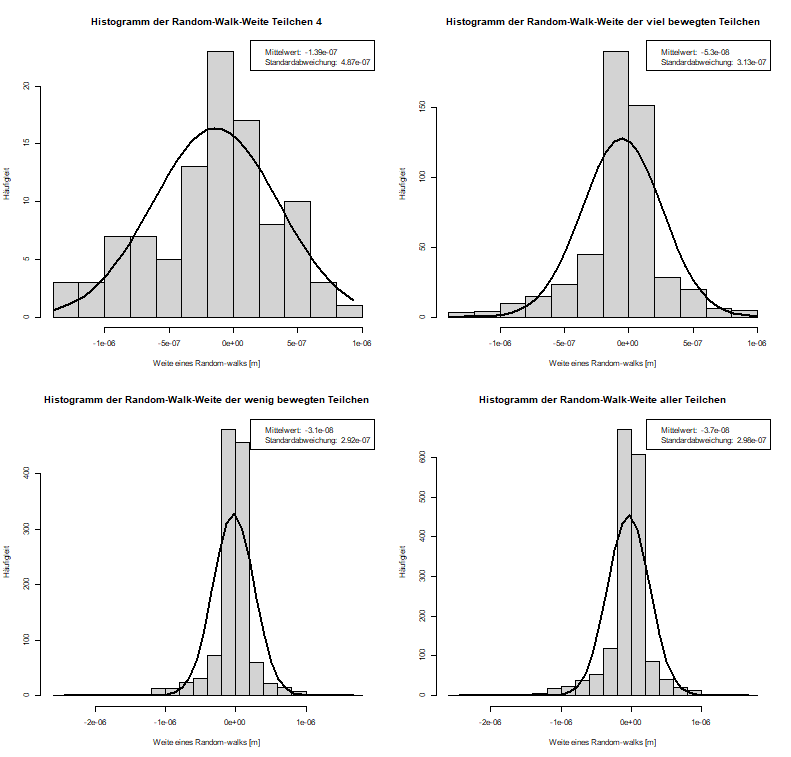 Histogramm der Random-Walk-Weite Teilchen 4
Mittelwert: -1.39e-07
Standardabweichung: 4.87e-07
Häufigkeit
20
15
10
5
0
-1e-06 -5e-07 0e+00 5e-07 1e-06
Weite eines Random-walks [m]
Histogramm der Random-Walk-Weite der viel bewegten Teilchen
Mittelwert: -5.3e-08
Standardabweichung: 3.13e-07
Häufigkeit
150
100
50
0
-1e-06 -5e-07 0e+00 5e-07 1e-06
Weite eines Random-walks [m]
Histogramm der Random-Walk-Weite der wenig bewegten Teilchen
Mittelwert: -3.1e-08
Standardabweichung: 2.92e-07
Häufigkeit
400
300
200
100
0
-2e-06 -1e-06 0e+00 1e-06
Weite eines Random-walks [m]
Histogramm der Random-Walk-Weite aller Teilchen
Mittelwert: -3.7e-08
Standardabweichung: 2.98e-07
Häufigkeit
600
500
400
300
200
100
0
-2e-06 -1e-06 0e+00 1e-06
Weite eines Random-walks [m]